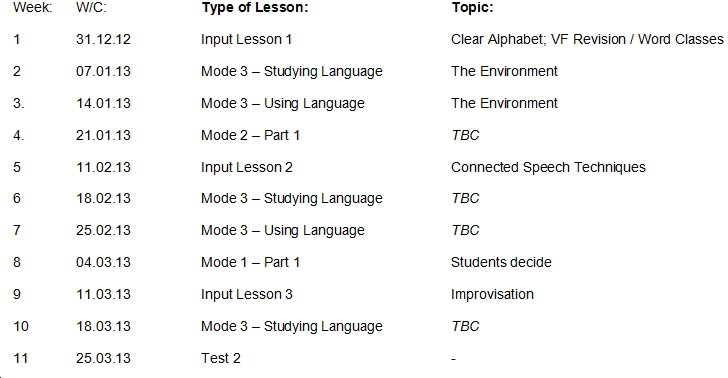 Week: W/C: Type of Lesson: Topic:
1 31.12.12 Input Lesson 1 Clear Alphabet; VF Revision / Word Classes
2 07.01.13 Mode 3 – Studying Language The Environment
3. 14.01.13 Mode 3 – Using Language The Environment
4. 21.01.13 Mode 2 – Part 1 TBC
5 11.02.13 Input Lesson 2 Connected Speech Techniques
6 18.02.13 Mode 3 – Studying Language TBC
7 25.02.13 Mode 3 – Using Language TBC
8 04.03.13 Mode 1 – Part 1 Students decide
9 11.03.13 Input Lesson 3 Improvisation
10 18.03.13 Mode 3 – Studying Language TBC
11 25.03.13 Test 2 -